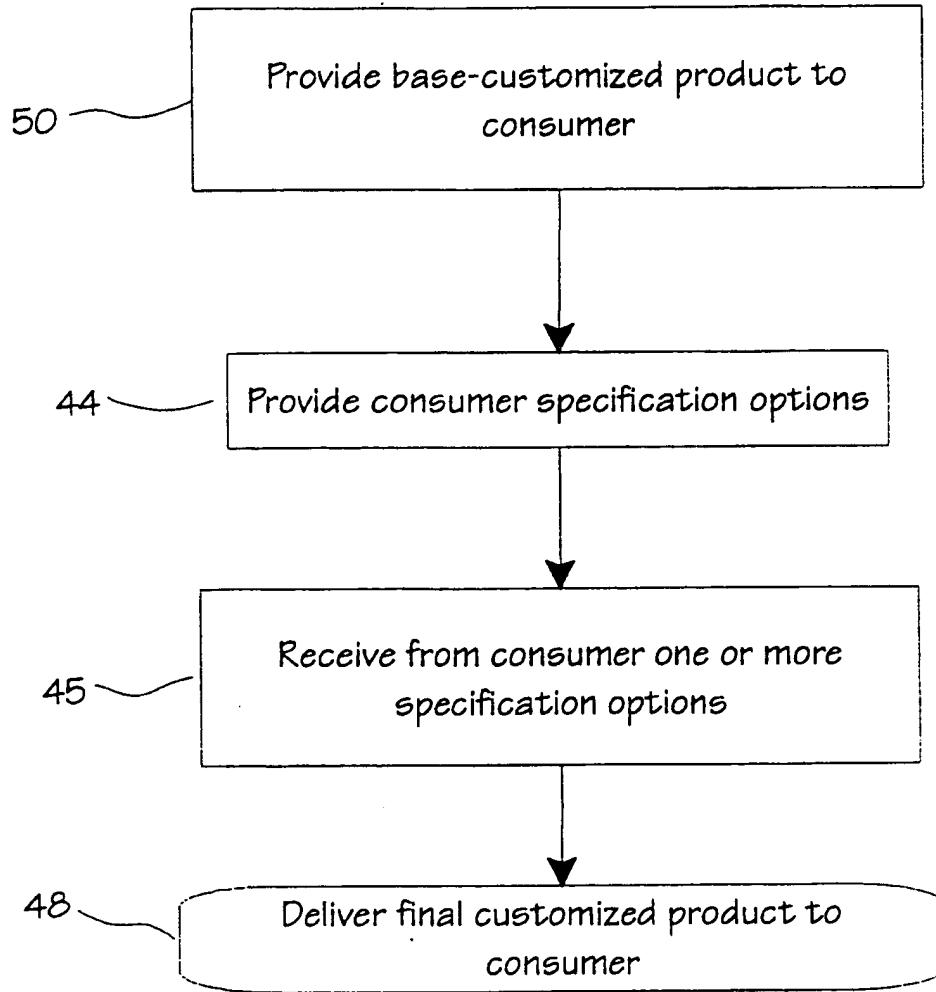 Provide base-customized product to
consumer
50
Provide consumer specification options
44
Receive from consumer one or more
specification options
45
Deliver final customized product to
consumer
48